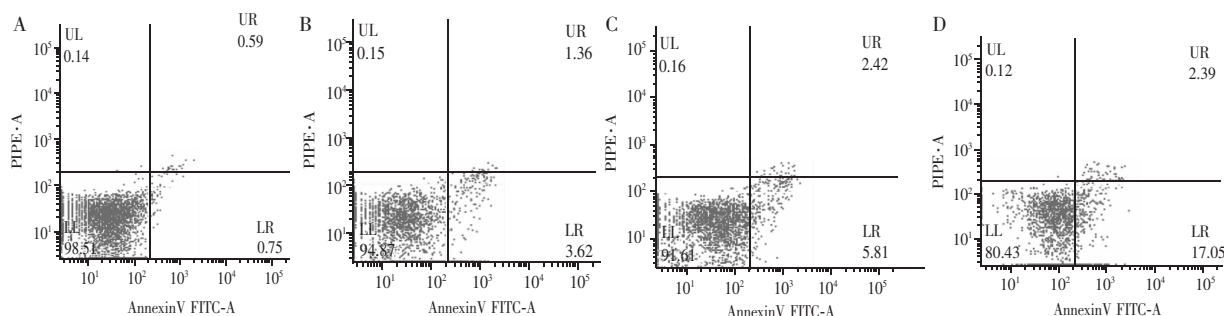 A
UL
0.14
UR
0.59
LL
98.51
LR
0.75
10⁵
10⁴
10³
10²
10¹
PIPE·A
10¹ 10² 10³ 10⁴ 10⁵
AnnexinV FITC-A
B
UL
0.15
UR
1.36
LL
94.87
LR
3.62
10⁵
10⁴
10³
10²
10¹
PIPE·A
10¹ 10² 10³ 10⁴ 10⁵
AnnexinV FITC-A
C
UL
0.16
UR
2.42
LL
91.61
LR
5.81
10⁵
10⁴
10³
10²
10¹
PIPE·A
10¹ 10² 10³ 10⁴ 10⁵
AnnexinV FITC-A
D
UL
0.12
UR
2.39
LL
80.43
LR
17.05
10⁵
10⁴
10³
10²
10¹
PIPE·A
10¹ 10² 10³ 10⁴ 10⁵
AnnexinV FITC-A